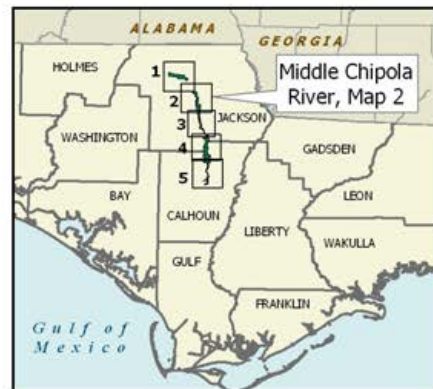 ALABAMA
GEORGIA
HOLMES
1
Middle Chipola
River, Map 2
2
JACKSON
3
WASHINGTON
4
GADSDEN
5
BAY
LEON
CALHOUN
LIBERTY
WAKULLA
GULF
FRANKLIN
Gulf of
Mexico